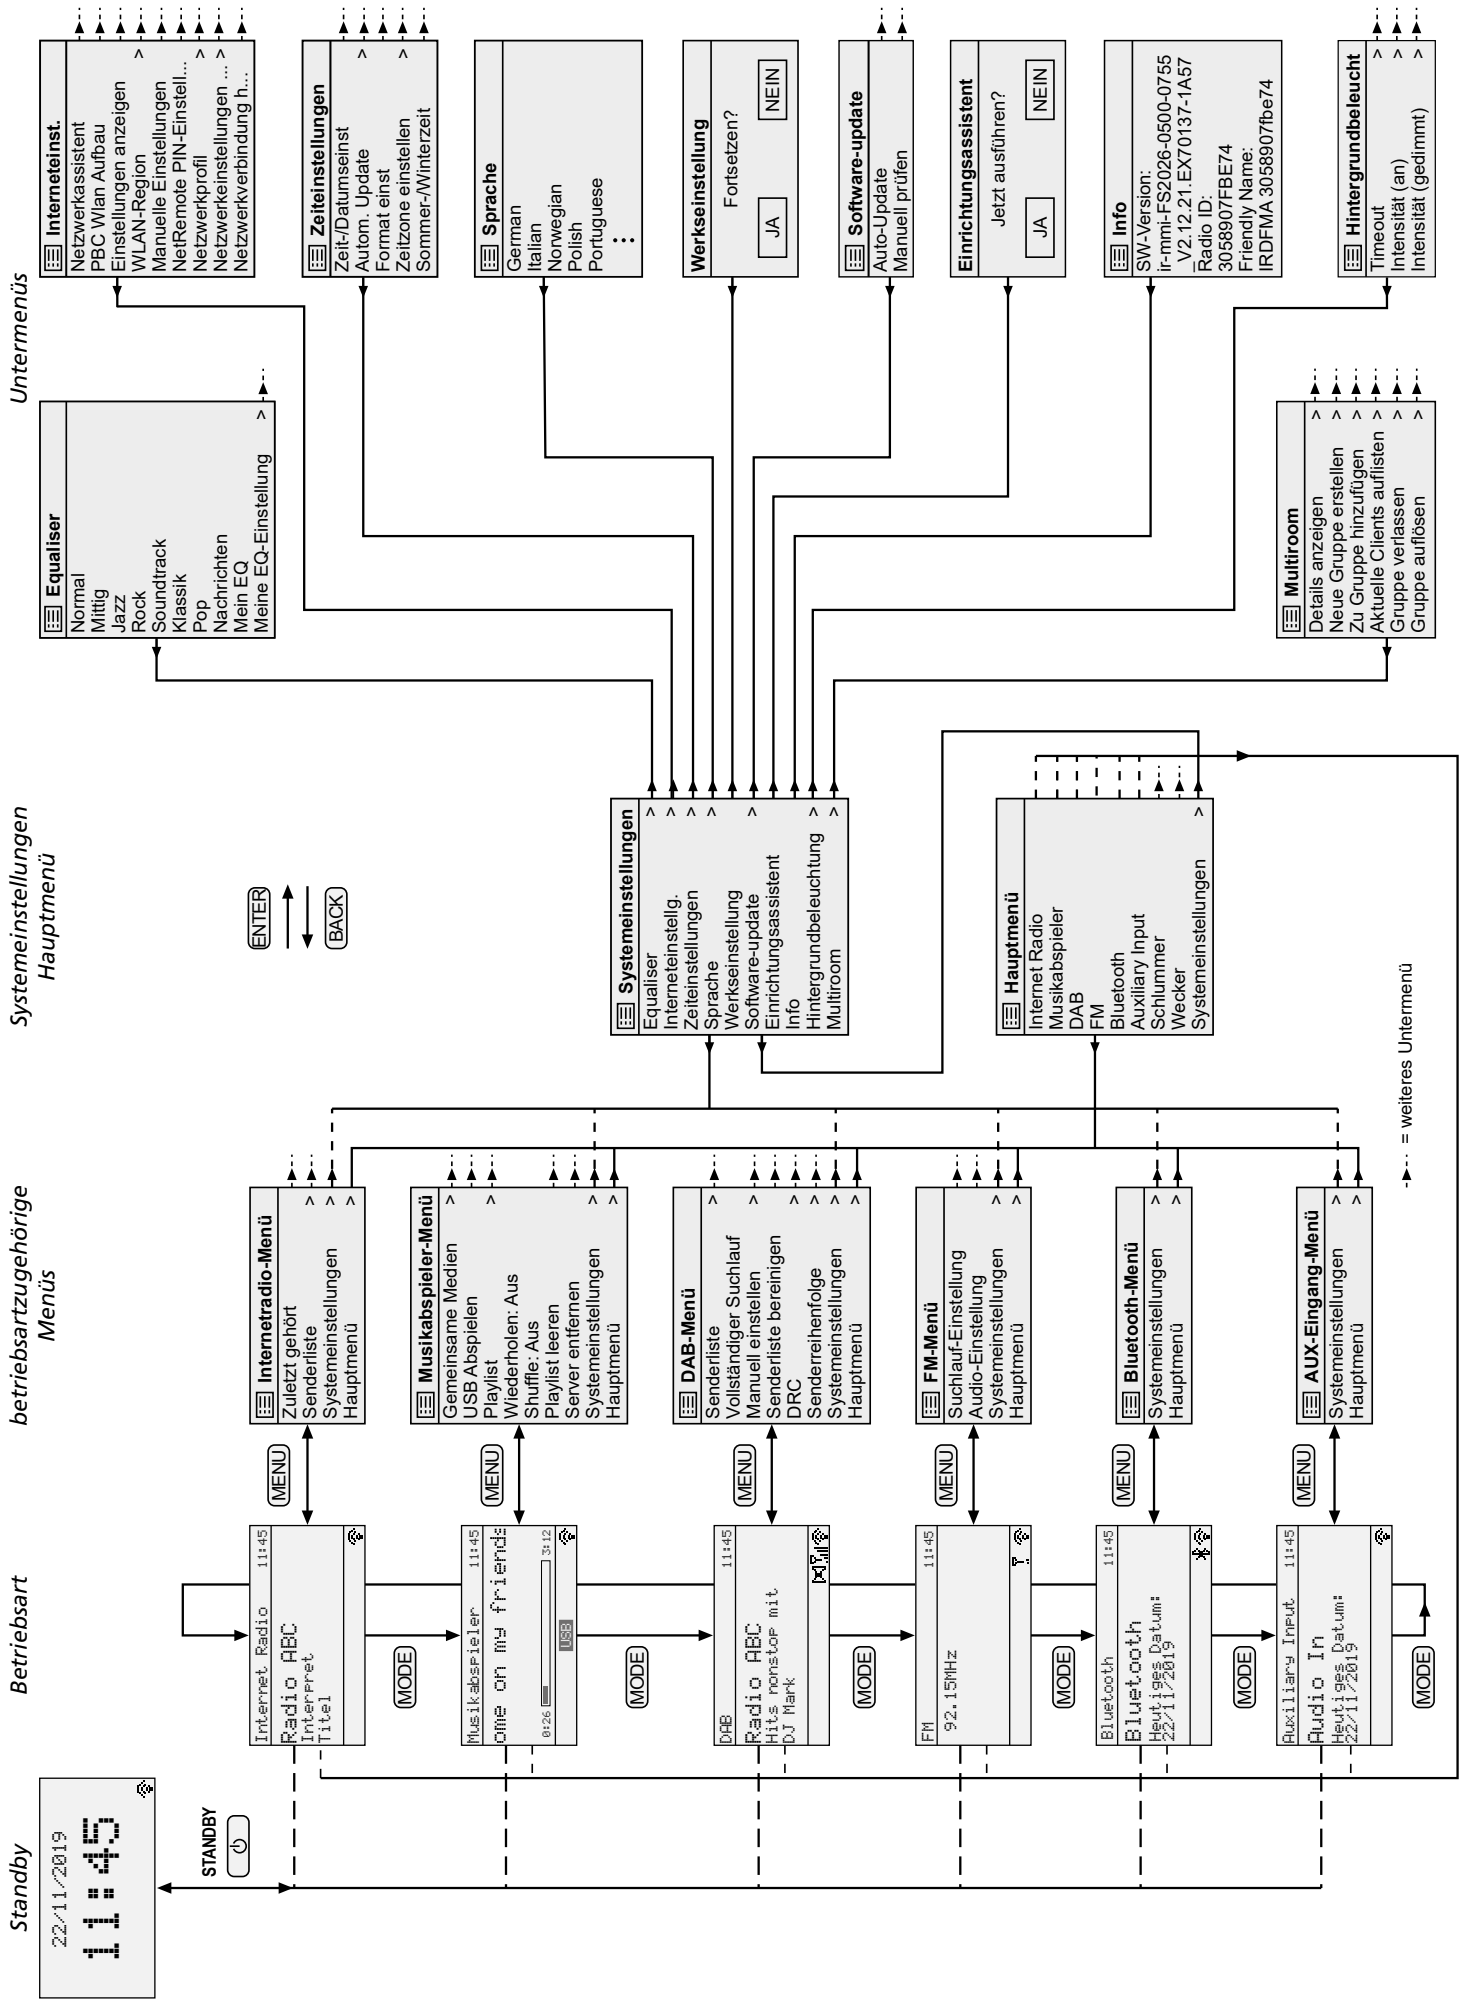 Standby
Betriebsart
betriebsartzugehörige
Menüs
Systemeinstellungen
Hauptmenü
Untermenüs
22/11/2019
11:45
STANDBY
Internet Radio 11:45
Radio ABC
Interpret
Titel
MODE
Musikabspieler 11:45
ome on my friends
0:26 3:12
USB
MODE
DAB 11:45
Radio ABC
Hits nonstop mit
DJ Mark
MODE
FM 11:45
92.15MHz
MODE
Bluetooth 11:45
Bluetooth
Heutiges Datum:
22/11/2019
MODE
Auxiliary Input 11:45
Audio In
Heutiges Datum:
22/11/2019
MODE
MENU
Internetradio-Menü
Zuletzt gehört
Senderliste >
Systemeinstellungen >
Hauptmenü >
MENU
Musikabspieler-Menü
Gemeinsame Medien >
USB Abspielen
Playlist >
Wiederholen: Aus
Shuffle: Aus
Playlist leeren
Server entfernen
Systemeinstellungen >
Hauptmenü >
MENU
DAB-Menü
Senderliste >
Vollständiger Suchlauf
Manuell einstellen >
Senderliste bereinigen
DRC >
Senderreihenfolge >
Systemeinstellungen >
Hauptmenü >
MENU
FM-Menü
Suchlauf-Einstellung
Audio-Einstellung
Systemeinstellungen >
Hauptmenü >
MENU
Bluetooth-Menü
Systemeinstellungen >
Hauptmenü >
MENU
AUX-Eingang-Menü
Systemeinstellungen >
Hauptmenü >
ENTER
BACK
Systemeinstellungen
Equaliser >
Interneteinstellg. >
Zeiteinstellungen >
Sprache >
Werkseinstellung
Software-update >
Einrichtungsassistent
Info
Hintergrundbeleuchtung >
Multiroom >
Hauptmenü
Internet Radio
Musikabspieler
DAB
FM
Bluetooth
Auxiliary Input
Schlummer
Wecker
Systemeinstellungen >
= weiteres Untermenü
Equaliser
Normal
Mittig
Jazz
Rock
Soundtrack
Klassik
Pop
Nachrichten
Mein EQ
Meine EQ-Einstellung >
Multiroom
Details anzeigen >
Neue Gruppe erstellen >
Zu Gruppe hinzufügen >
Aktuelle Clients auflisten >
Gruppe verlassen >
Gruppe auflösen >
Interneteinst.
Netzwerkassistent
PBC Wlan Aufbau
Einstellungen anzeigen
WLAN-Region >
Manuelle Einstellungen
NetRemote PIN-Einstell...
Netzwerkprofil >
Netzwerkeinstellungen ... >
Netzwerkverbindung h...
Zeiteinstellungen
Zeit-/Datumseinst
Autom. Update >
Format einst
Zeitzone einstellen >
Sommer-/Winterzeit
Sprache
German
Italian
Norwegian
Polish
Portuguese
Werkseinstellung
Fortsetzen?
JA NEIN
Software-update
Auto-Update
Manuell prüfen
Einrichtungsassistent
Jetzt ausführen?
JA NEIN
Info
SW-Version:
ir-mmi-FS2026-0500-0755
_V2.12.21.EX70137-1A57
Radio ID:
3058907FBE74
Friendly Name:
IRDFMA 3058907fbe74
Hintergrundbeleucht
Timeout >
Intensität (an) >
Intensität (gedimmt) >